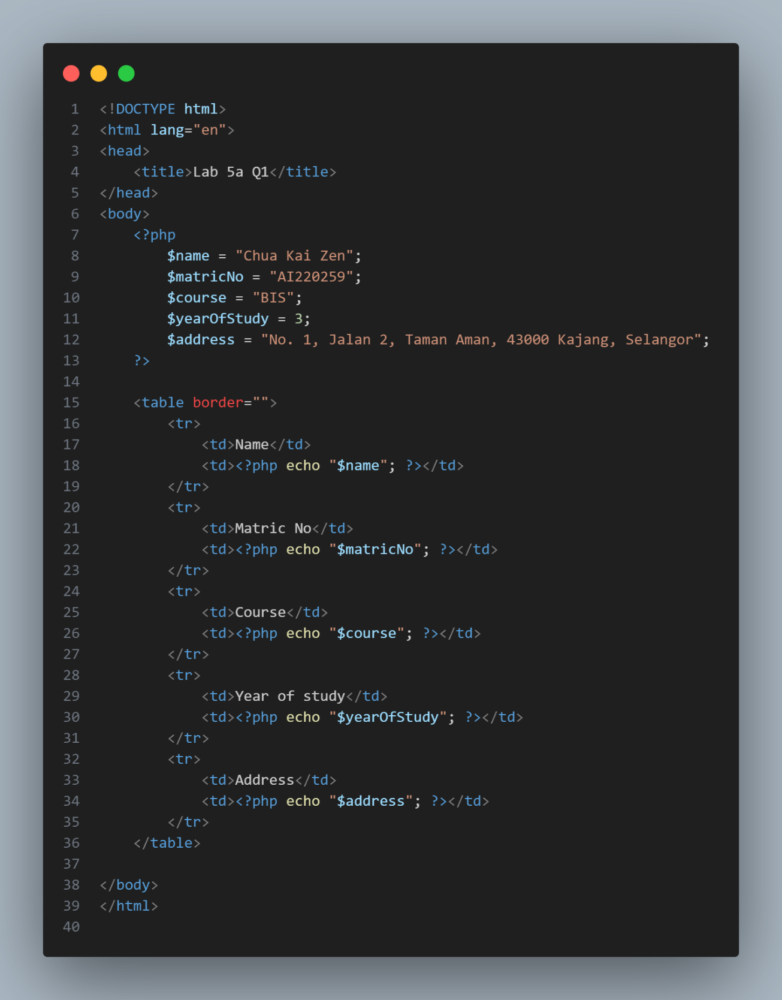 1 <!DOCTYPE html>
2 <html lang="en">
3 <head>
4     <title>Lab 5a Q1</title>
5 </head>
6 <body>
7     <?php
8         $name = "Chua Kai Zen";
9         $matricNo = "AI220259";
10         $course = "BIS";
11         $yearOfStudy = 3;
12         $address = "No. 1, Jalan 2, Taman Aman, 43000 Kajang, Selangor";
13     ?>
14
15     <table border="">
16         <tr>
17             <td>Name</td>
18             <td><?php echo "$name"; ?></td>
19         </tr>
20         <tr>
21             <td>Matric No</td>
22             <td><?php echo "$matricNo"; ?></td>
23         </tr>
24         <tr>
25             <td>Course</td>
26             <td><?php echo "$course"; ?></td>
27         </tr>
28         <tr>
29             <td>Year of study</td>
30             <td><?php echo "$yearOfStudy"; ?></td>
31         </tr>
32         <tr>
33             <td>Address</td>
34             <td><?php echo "$address"; ?></td>
35         </tr>
36     </table>
37
38 </body>
39 </html>
40